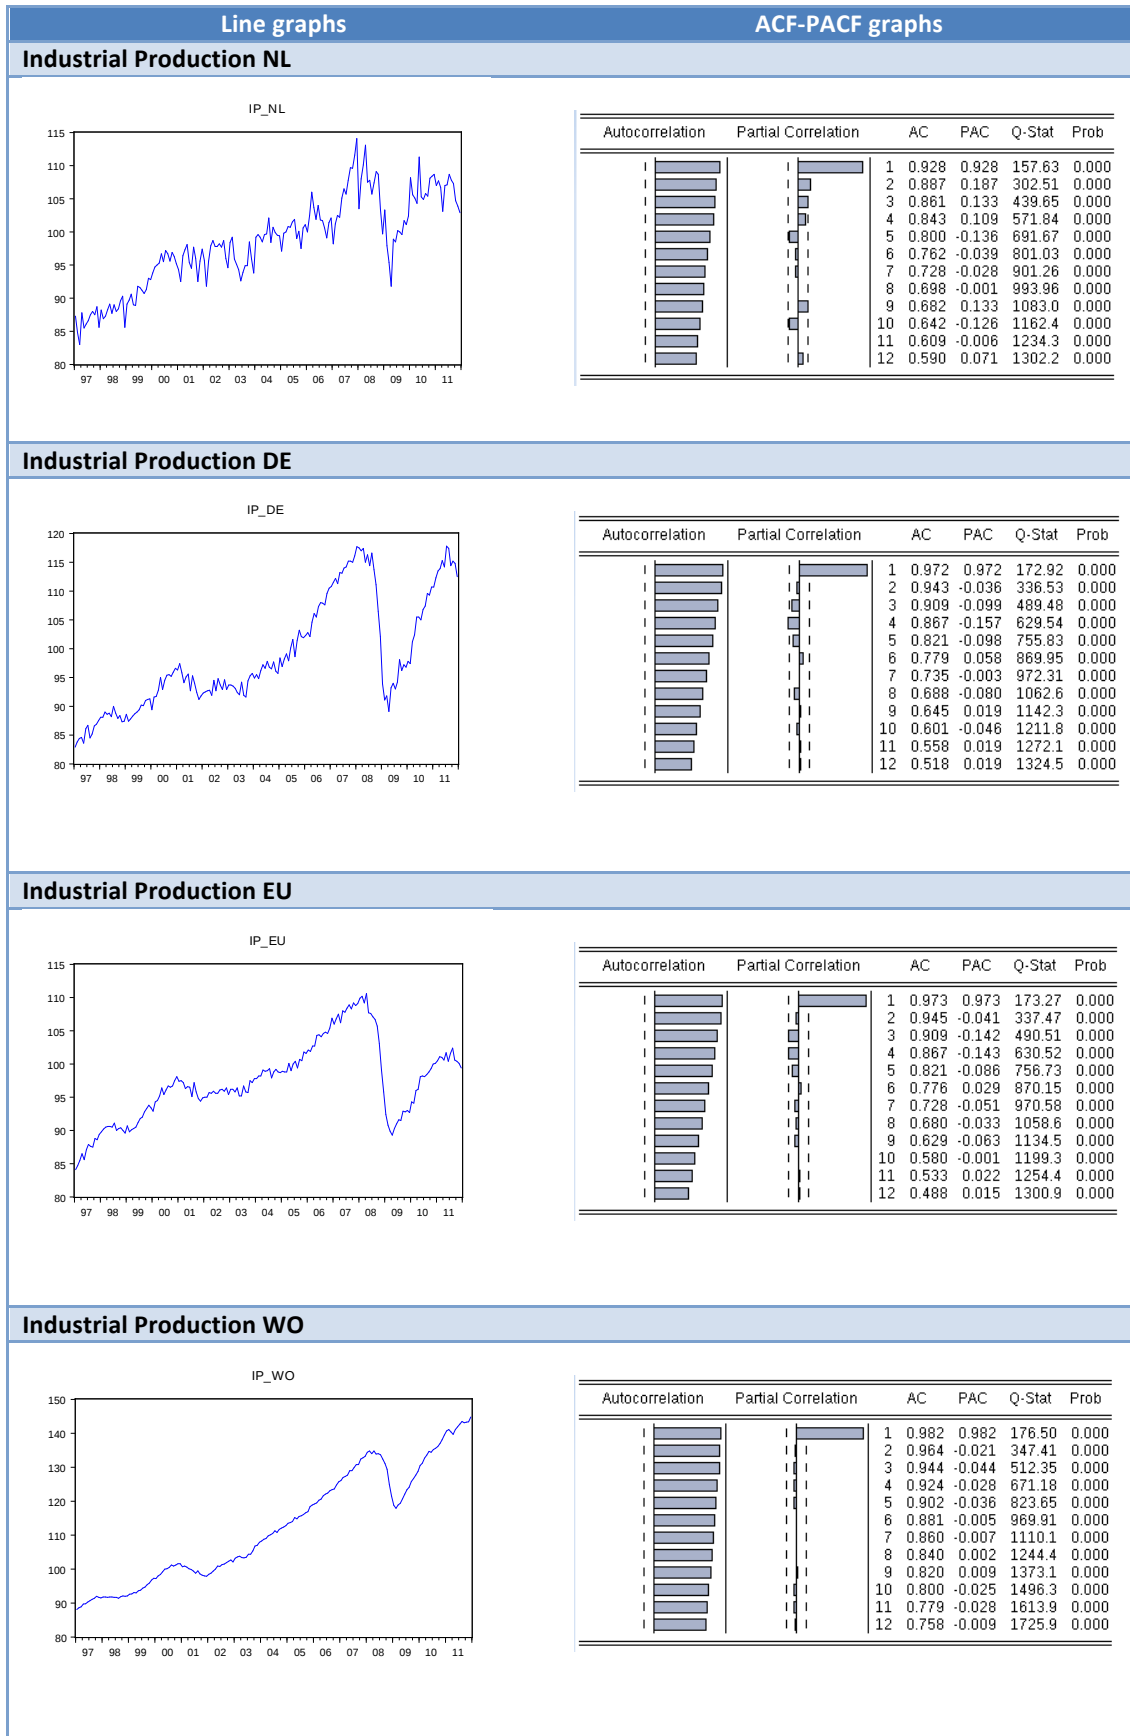 Line graphs ACF-PACF graphs
Industrial Production NL
IP_NL
115
110
105
100
95
90
85
80
97 98 99 00 01 02 03 04 05 06 07 08 09 10 11
Autocorrelation Partial Correlation AC PAC Q-Stat Prob
1 0.928 0.928 157.63 0.000
2 0.887 0.187 302.51 0.000
3 0.861 0.133 439.65 0.000
4 0.843 0.109 571.84 0.000
5 0.800 -0.136 691.67 0.000
6 0.762 -0.039 801.03 0.000
7 0.728 -0.028 901.26 0.000
8 0.698 -0.001 993.96 0.000
9 0.682 0.133 1083.0 0.000
10 0.642 -0.126 1162.4 0.000
11 0.609 -0.006 1234.3 0.000
12 0.590 0.071 1302.2 0.000
Industrial Production DE
IP_DE
120
115
110
105
100
95
90
85
80
97 98 99 00 01 02 03 04 05 06 07 08 09 10 11
Autocorrelation Partial Correlation AC PAC Q-Stat Prob
1 0.972 0.972 172.92 0.000
2 0.943 -0.036 336.53 0.000
3 0.909 -0.099 489.48 0.000
4 0.867 -0.157 629.54 0.000
5 0.821 -0.098 755.83 0.000
6 0.779 0.058 869.95 0.000
7 0.735 -0.003 972.31 0.000
8 0.688 -0.080 1062.6 0.000
9 0.645 0.019 1142.3 0.000
10 0.601 -0.046 1211.8 0.000
11 0.558 0.019 1272.1 0.000
12 0.518 0.019 1324.5 0.000
Industrial Production EU
IP_EU
115
110
105
100
95
90
85
80
97 98 99 00 01 02 03 04 05 06 07 08 09 10 11
Autocorrelation Partial Correlation AC PAC Q-Stat Prob
1 0.973 0.973 173.27 0.000
2 0.945 -0.041 337.47 0.000
3 0.909 -0.142 490.51 0.000
4 0.867 -0.143 630.52 0.000
5 0.821 -0.086 756.73 0.000
6 0.776 0.029 870.15 0.000
7 0.728 -0.051 970.58 0.000
8 0.680 -0.033 1058.6 0.000
9 0.629 -0.063 1134.5 0.000
10 0.580 -0.001 1199.3 0.000
11 0.533 0.022 1254.4 0.000
12 0.488 0.015 1300.9 0.000
Industrial Production WO
IP_WO
150
140
130
120
110
100
90
80
97 98 99 00 01 02 03 04 05 06 07 08 09 10 11
Autocorrelation Partial Correlation AC PAC Q-Stat Prob
1 0.982 0.982 176.50 0.000
2 0.964 -0.021 347.41 0.000
3 0.944 -0.044 512.35 0.000
4 0.924 -0.028 671.18 0.000
5 0.902 -0.036 823.65 0.000
6 0.881 -0.005 969.91 0.000
7 0.860 -0.007 1110.1 0.000
8 0.840 0.002 1244.4 0.000
9 0.820 0.009 1373.1 0.000
10 0.800 -0.025 1496.3 0.000
11 0.779 -0.028 1613.9 0.000
12 0.758 -0.009 1725.9 0.000